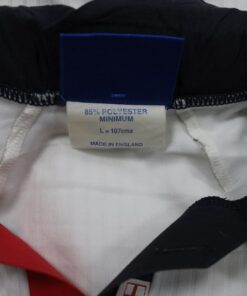 85% POLYESTER
MINIMUM
L = 107cms
MADE IN ENGLAND